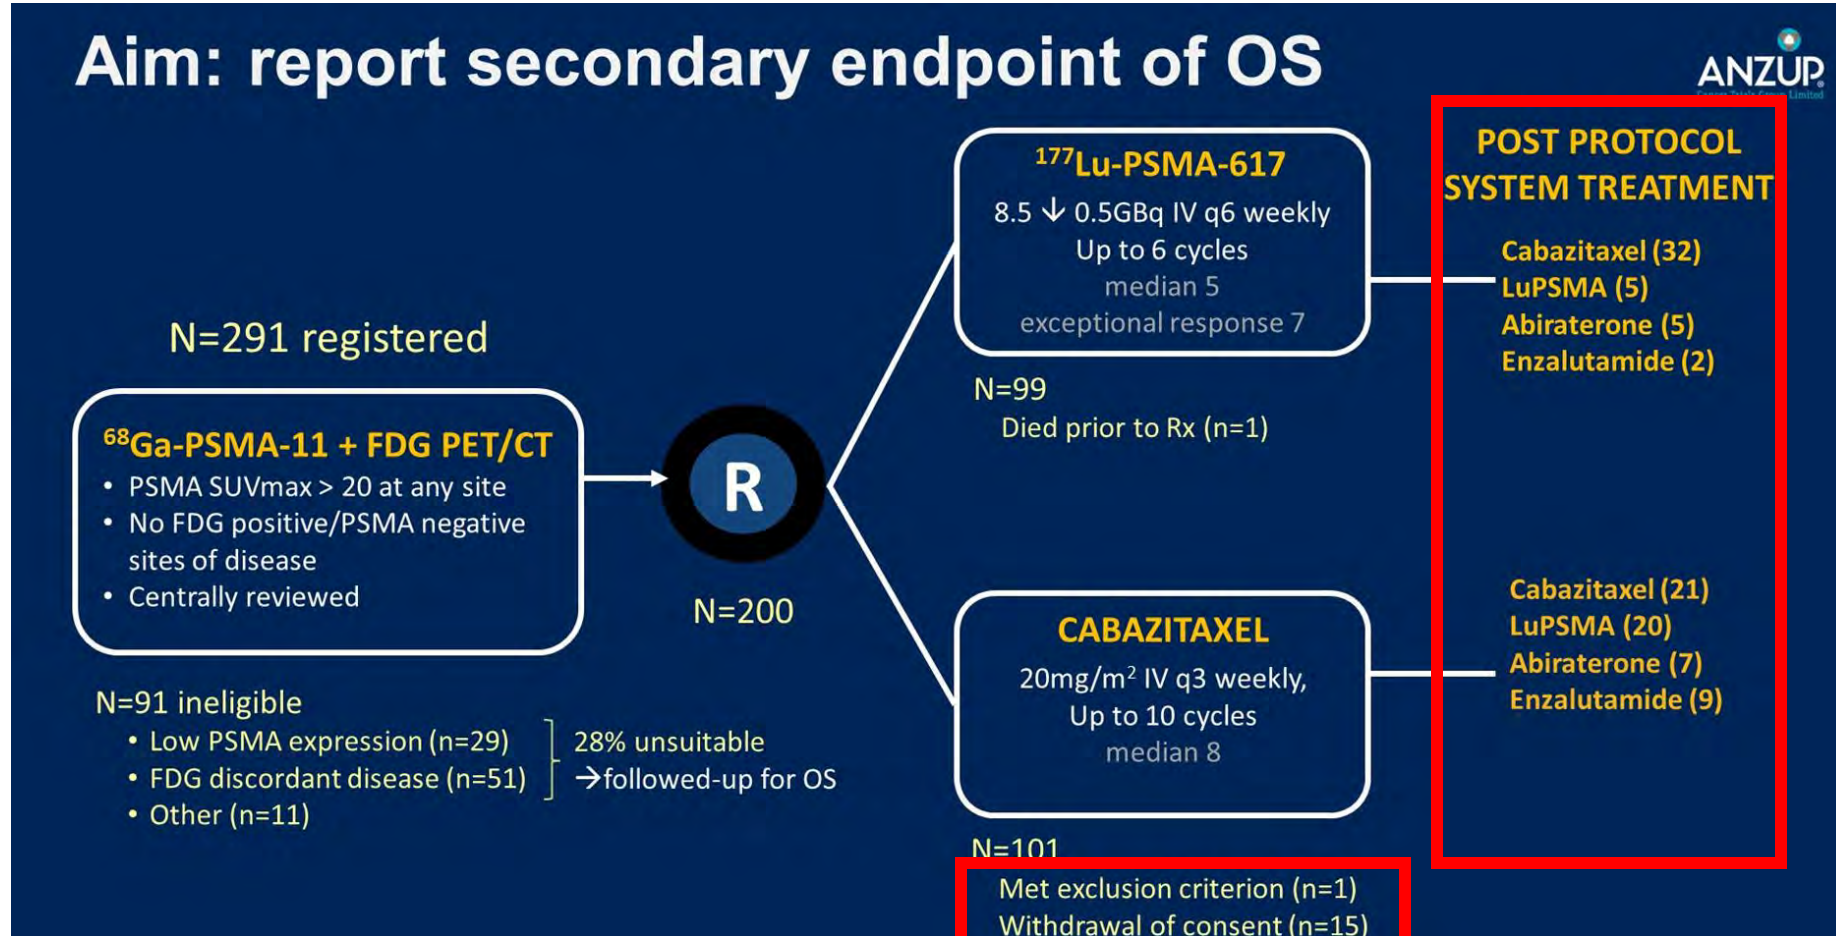 Aim: report secondary endpoint of OS
ANZUP
Cancer Trials Group Limited
N=291 registered
⁶⁸Ga-PSMA-11 + FDG PET/CT
• PSMA SUVmax > 20 at any site
• No FDG positive/PSMA negative
sites of disease
• Centrally reviewed
N=91 ineligible
• Low PSMA expression (n=29)
• FDG discordant disease (n=51)
• Other (n=11)
28% unsuitable
→followed-up for OS
R
N=200
¹⁷⁷Lu-PSMA-617
8.5 ↓ 0.5GBq IV q6 weekly
Up to 6 cycles
median 5
exceptional response 7
N=99
Died prior to Rx (n=1)
CABAZITAXEL
20mg/m² IV q3 weekly,
Up to 10 cycles
median 8
N=101
Met exclusion criterion (n=1)
Withdrawal of consent (n=15)
POST PROTOCOL
SYSTEM TREATMENT
Cabazitaxel (32)
LuPSMA (5)
Abiraterone (5)
Enzalutamide (2)
Cabazitaxel (21)
LuPSMA (20)
Abiraterone (7)
Enzalutamide (9)